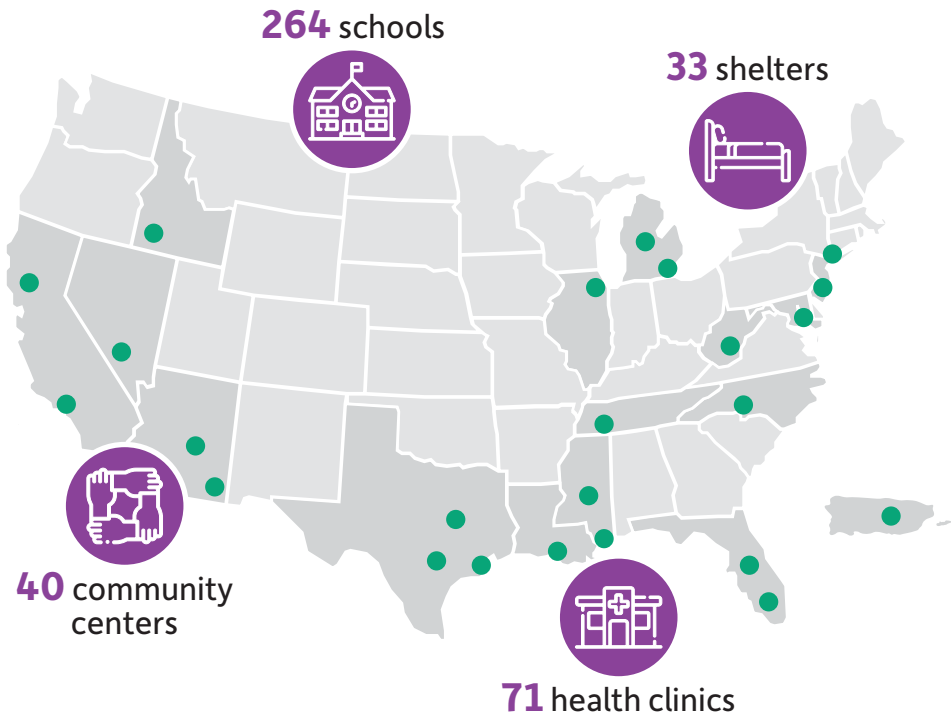 264 schools
33 shelters
40 community
centers
71 health clinics